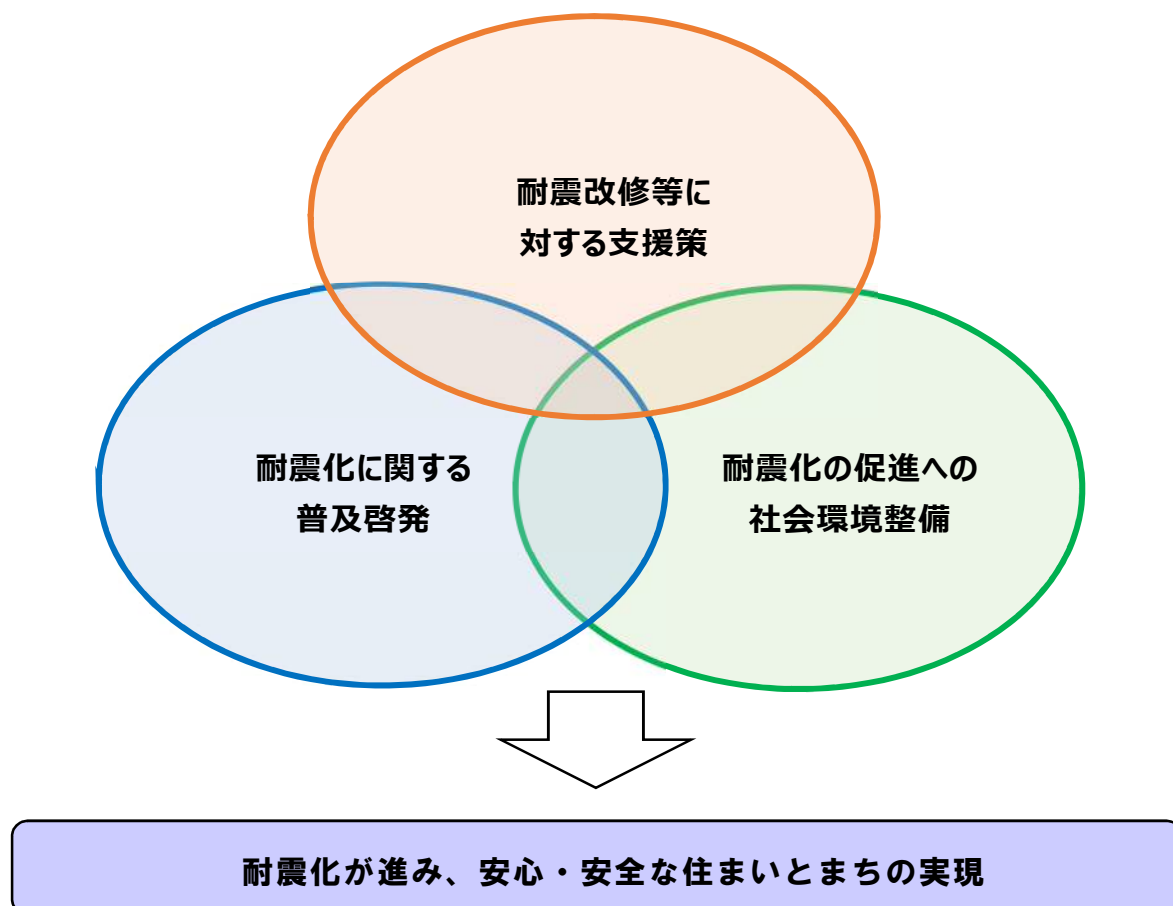 耐震改修等に
対する支援策
耐震化に関する
普及啓発
耐震化の促進への
社会環境整備
耐震化が進み、安心・安全な住まいとまちの実現